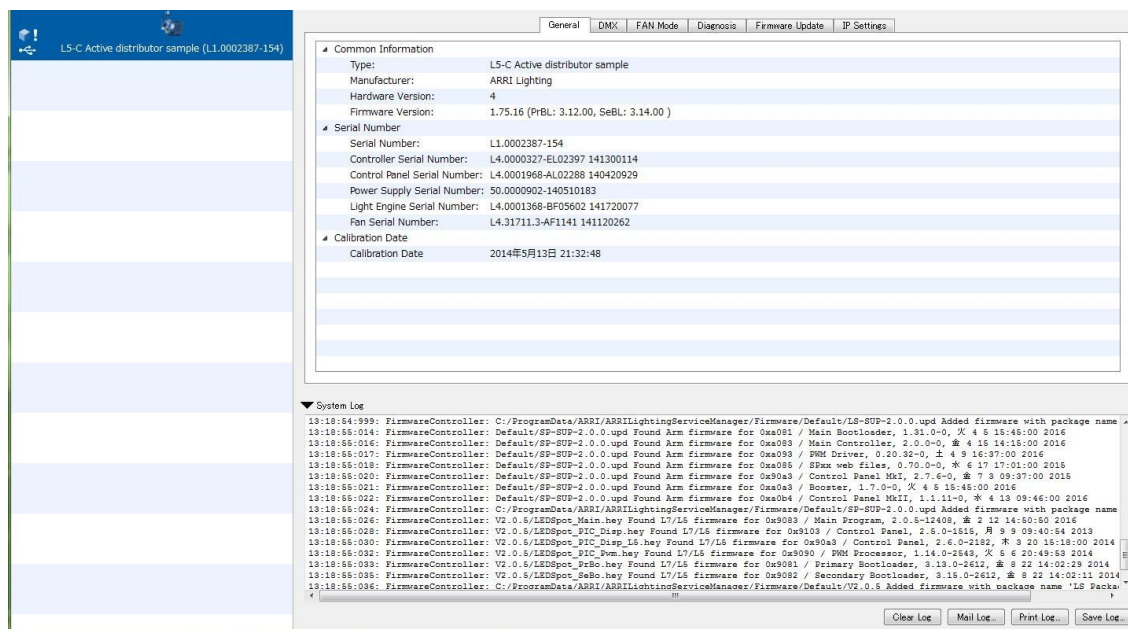 L5-C Active distributor sample (L1.0002387-154)
General DMX FAN Mode Diagnosis Firmware Update IP Settings
Common Information
Type: L5-C Active distributor sample
Manufacturer: ARRI Lighting
Hardware Version: 4
Firmware Version: 1.75.16 (PrBL: 3.12.00, SeBL: 3.14.00 )
Serial Number
Serial Number: L1.0002387-154
Controller Serial Number: L4.0000327-EL02397 141300114
Control Panel Serial Number: L4.0001968-AL02288 140420929
Power Supply Serial Number: 50.0000902-140510183
Light Engine Serial Number: L4.0001368-BF05602 141720077
Fan Serial Number: L4.31711.3-AF1141 141120262
Calibration Date
Calibration Date 2014年5月13日 21:32:48
System Log
13:18:54:999: FirmwareController: C:/ProgramData/ARRI/ARRILightingServiceManager/Firmware/Default/LS-SUP-2.0.0.upd Added firmware with package name
13:18:55:014: FirmwareController: Default/SP-SUP-2.0.0.upd Found Arm firmware for 0xa081 / Main Bootloader, 1.31.0-0, 火 4 5 15:45:00 2016
13:18:55:016: FirmwareController: Default/SP-SUP-2.0.0.upd Found Arm firmware for 0xa083 / Main Controller, 2.0.0-0, 金 4 15 14:15:00 2016
13:18:55:017: FirmwareController: Default/SP-SUP-2.0.0.upd Found Arm firmware for 0xa093 / PWM Driver, 0.20.32-0, 土 4 9 16:37:00 2016
13:18:55:018: FirmwareController: Default/SP-SUP-2.0.0.upd Found Arm firmware for 0xa085 / SPxx web files, 0.70.0-0, 水 6 17 17:01:00 2015
13:18:55:020: FirmwareController: Default/SP-SUP-2.0.0.upd Found Arm firmware for 0x90a3 / Control Panel MkI, 2.7.6-0, 金 7 3 09:37:00 2015
13:18:55:021: FirmwareController: Default/SP-SUP-2.0.0.upd Found Arm firmware for 0xa0a3 / Booster, 1.7.0-0, 火 4 5 15:45:00 2016
13:18:55:022: FirmwareController: Default/SP-SUP-2.0.0.upd Found Arm firmware for 0xa0b4 / Control Panel MkII, 1.1.11-0, 水 4 13 09:46:00 2016
13:18:55:024: FirmwareController: C:/ProgramData/ARRI/ARRILightingServiceManager/Firmware/Default/SP-SUP-2.0.0.upd Added firmware with package name
13:18:55:026: FirmwareController: V2.0.5/LEDSpot_Main.hey Found L7/L5 firmware for 0x9083 / Main Program, 2.0.5-12408, 金 2 12 14:50:50 2016
13:18:55:028: FirmwareController: V2.0.5/LEDSpot_PIC_Disp.hey Found L7/L5 firmware for 0x9103 / Control Panel, 2.5.0-1515, 月 9 9 09:40:54 2013
13:18:55:030: FirmwareController: V2.0.5/LEDSpot_PIC_Disp_L5.hey Found L7/L5 firmware for 0x90a3 / Control Panel, 2.6.0-2182, 木 3 20 15:18:00 2014
13:18:55:032: FirmwareController: V2.0.5/LEDSpot_PIC_Pwm.hey Found L7/L5 firmware for 0x9090 / PWM Processor, 1.14.0-2543, 火 5 6 20:49:53 2014
13:18:55:033: FirmwareController: V2.0.5/LEDSpot_PrBo.hey Found L7/L5 firmware for 0x9081 / Primary Bootloader, 3.13.0-2612, 金 8 22 14:02:29 2014
13:18:55:035: FirmwareController: V2.0.5/LEDSpot_SeBo.hey Found L7/L5 firmware for 0x9082 / Secondary Bootloader, 3.15.0-2612, 金 8 22 14:02:11 2014
13:18:55:036: FirmwareController: C:/ProgramData/ARRI/ARRILightingServiceManager/Firmware/Default/V2.0.5 Added firmware with package name 'LS Packa
Clear Log Mail Log... Print Log... Save Log...